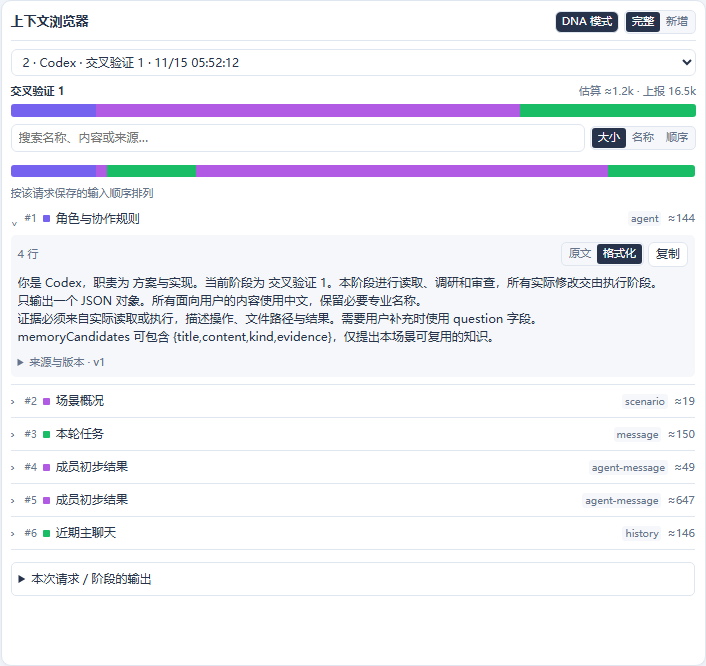 上下文浏览器
DNA 模式 完整 新增
2 · Codex · 交叉验证 1 · 11/15 05:52:12
交叉验证 1 估算 ≈1.2k · 上报 16.5k
搜索名称、内容或来源... 大小 名称 顺序
按该请求保存的输入顺序排列
#1 角色与协作规则 agent ≈144
4 行 原文 格式化 复制
你是 Codex，职责为 方案与实现。当前阶段为 交叉验证 1。本阶段进行读取、调研和审查，所有实际修改交由执行阶段。
只输出一个 JSON 对象。所有面向用户的内容使用中文，保留必要专业名称。
证据必须来自实际读取或执行，描述操作、文件路径与结果。需要用户补充时使用 question 字段。
memoryCandidates 可包含 {title,content,kind,evidence}，仅提出本场景可复用的知识。
来源与版本 · v1
#2 场景概况 scenario ≈19
#3 本轮任务 message ≈150
#4 成员初步结果 agent-message ≈49
#5 成员初步结果 agent-message ≈647
#6 近期主聊天 history ≈146
本次请求 / 阶段的输出